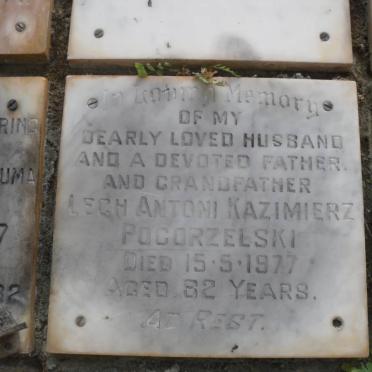 In Loving Memory
OF MY
DEARLY LOVED HUSBAND
AND A DEVOTED FATHER.
AND GRANDFATHER
LECH ANTONI KAZIMIERZ
POGORZELSKI
DIED 15·5·1977
AGED 62 YEARS.
AT REST.